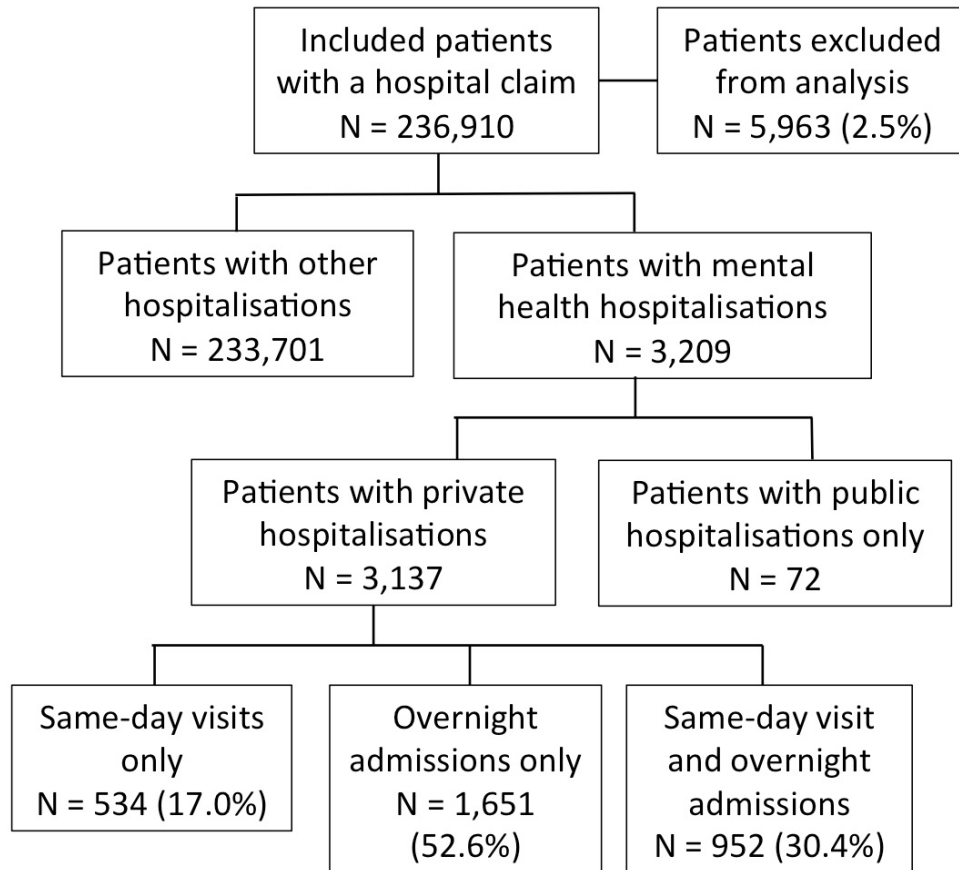 Included patients
with a hospital claim
N = 236,910
Patients excluded
from analysis
N = 5,963 (2.5%)
Patients with other
hospitalisations
N = 233,701
Patients with mental
health hospitalisations
N = 3,209
Patients with private
hospitalisations
N = 3,137
Patients with public
hospitalisations only
N = 72
Same-day visits
only
N = 534 (17.0%)
Overnight
admissions only
N = 1,651
(52.6%)
Same-day visit
and overnight
admissions
N = 952 (30.4%)